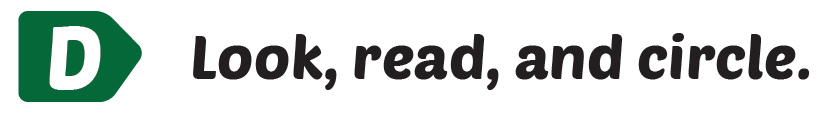 D Look, read, and circle.